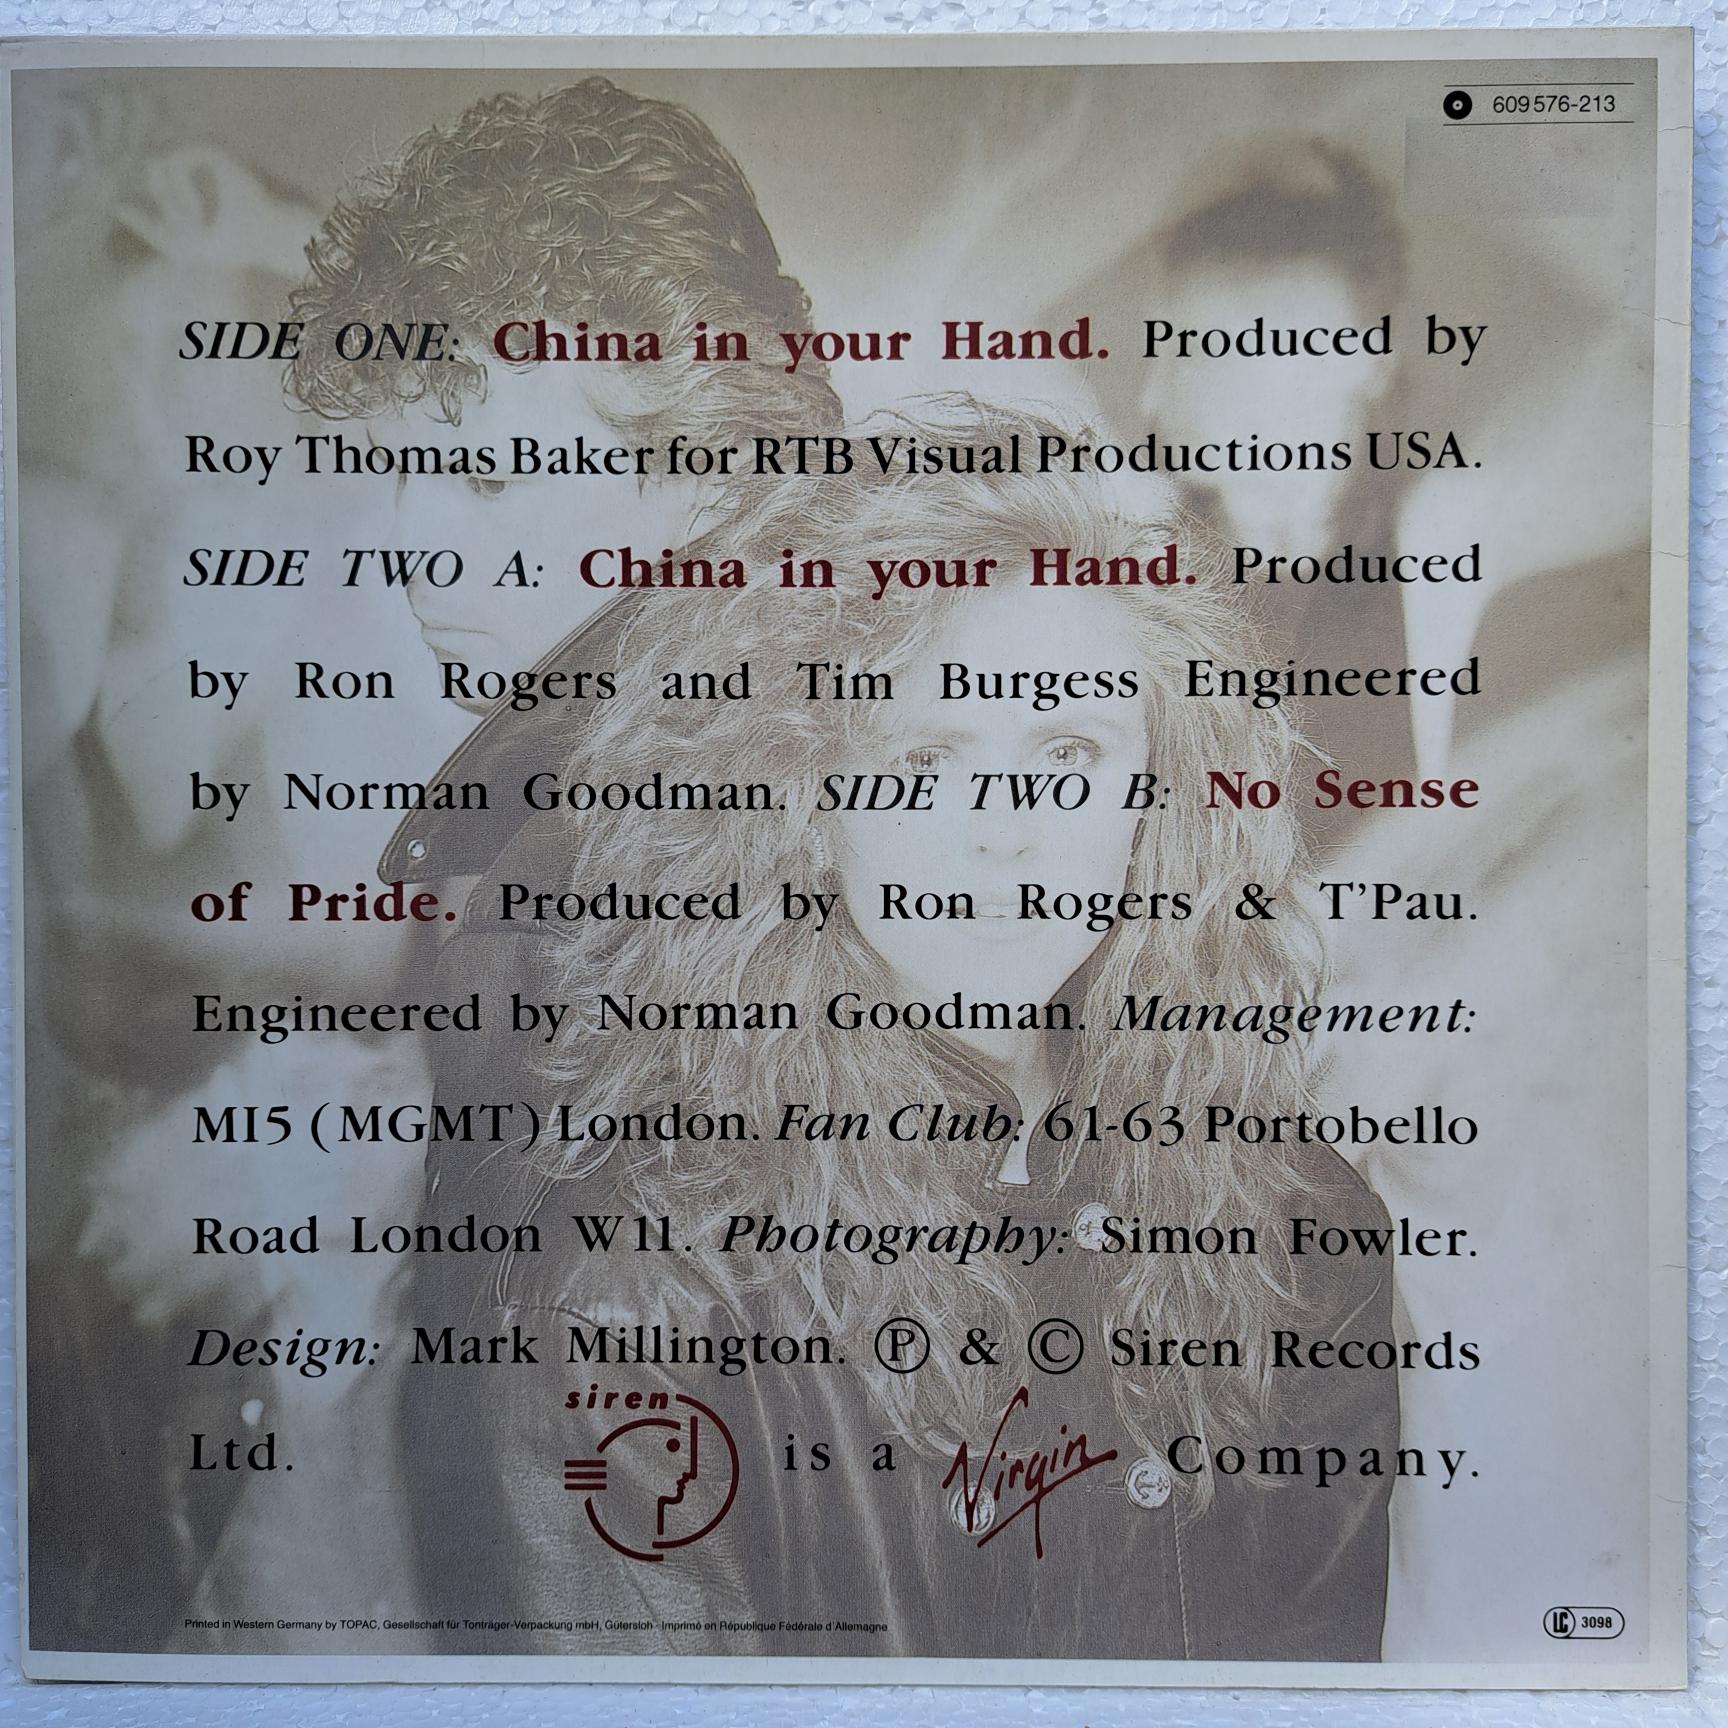 609 576-213
SIDE ONE: China in your Hand. Produced by
Roy Thomas Baker for RTB Visual Productions USA.
SIDE TWO A: China in your Hand. Produced
by Ron Rogers and Tim Burgess Engineered
by Norman Goodman. SIDE TWO B: No Sense
of Pride. Produced by Ron Rogers & T'Pau.
Engineered by Norman Goodman. Management:
MI5 (MGMT) London. Fan Club: 61-63 Portobello
Road London W11. Photography: Simon Fowler.
Design: Mark Millington. Ⓟ & © Siren Records
siren
Ltd. is a Virgin Company.
Printed in Western Germany by TOPAC, Gesellschaft für Tonträger-Verpackung mbH, Gütersloh · Imprimé en République Fédérale d'Allemagne
LC 3098